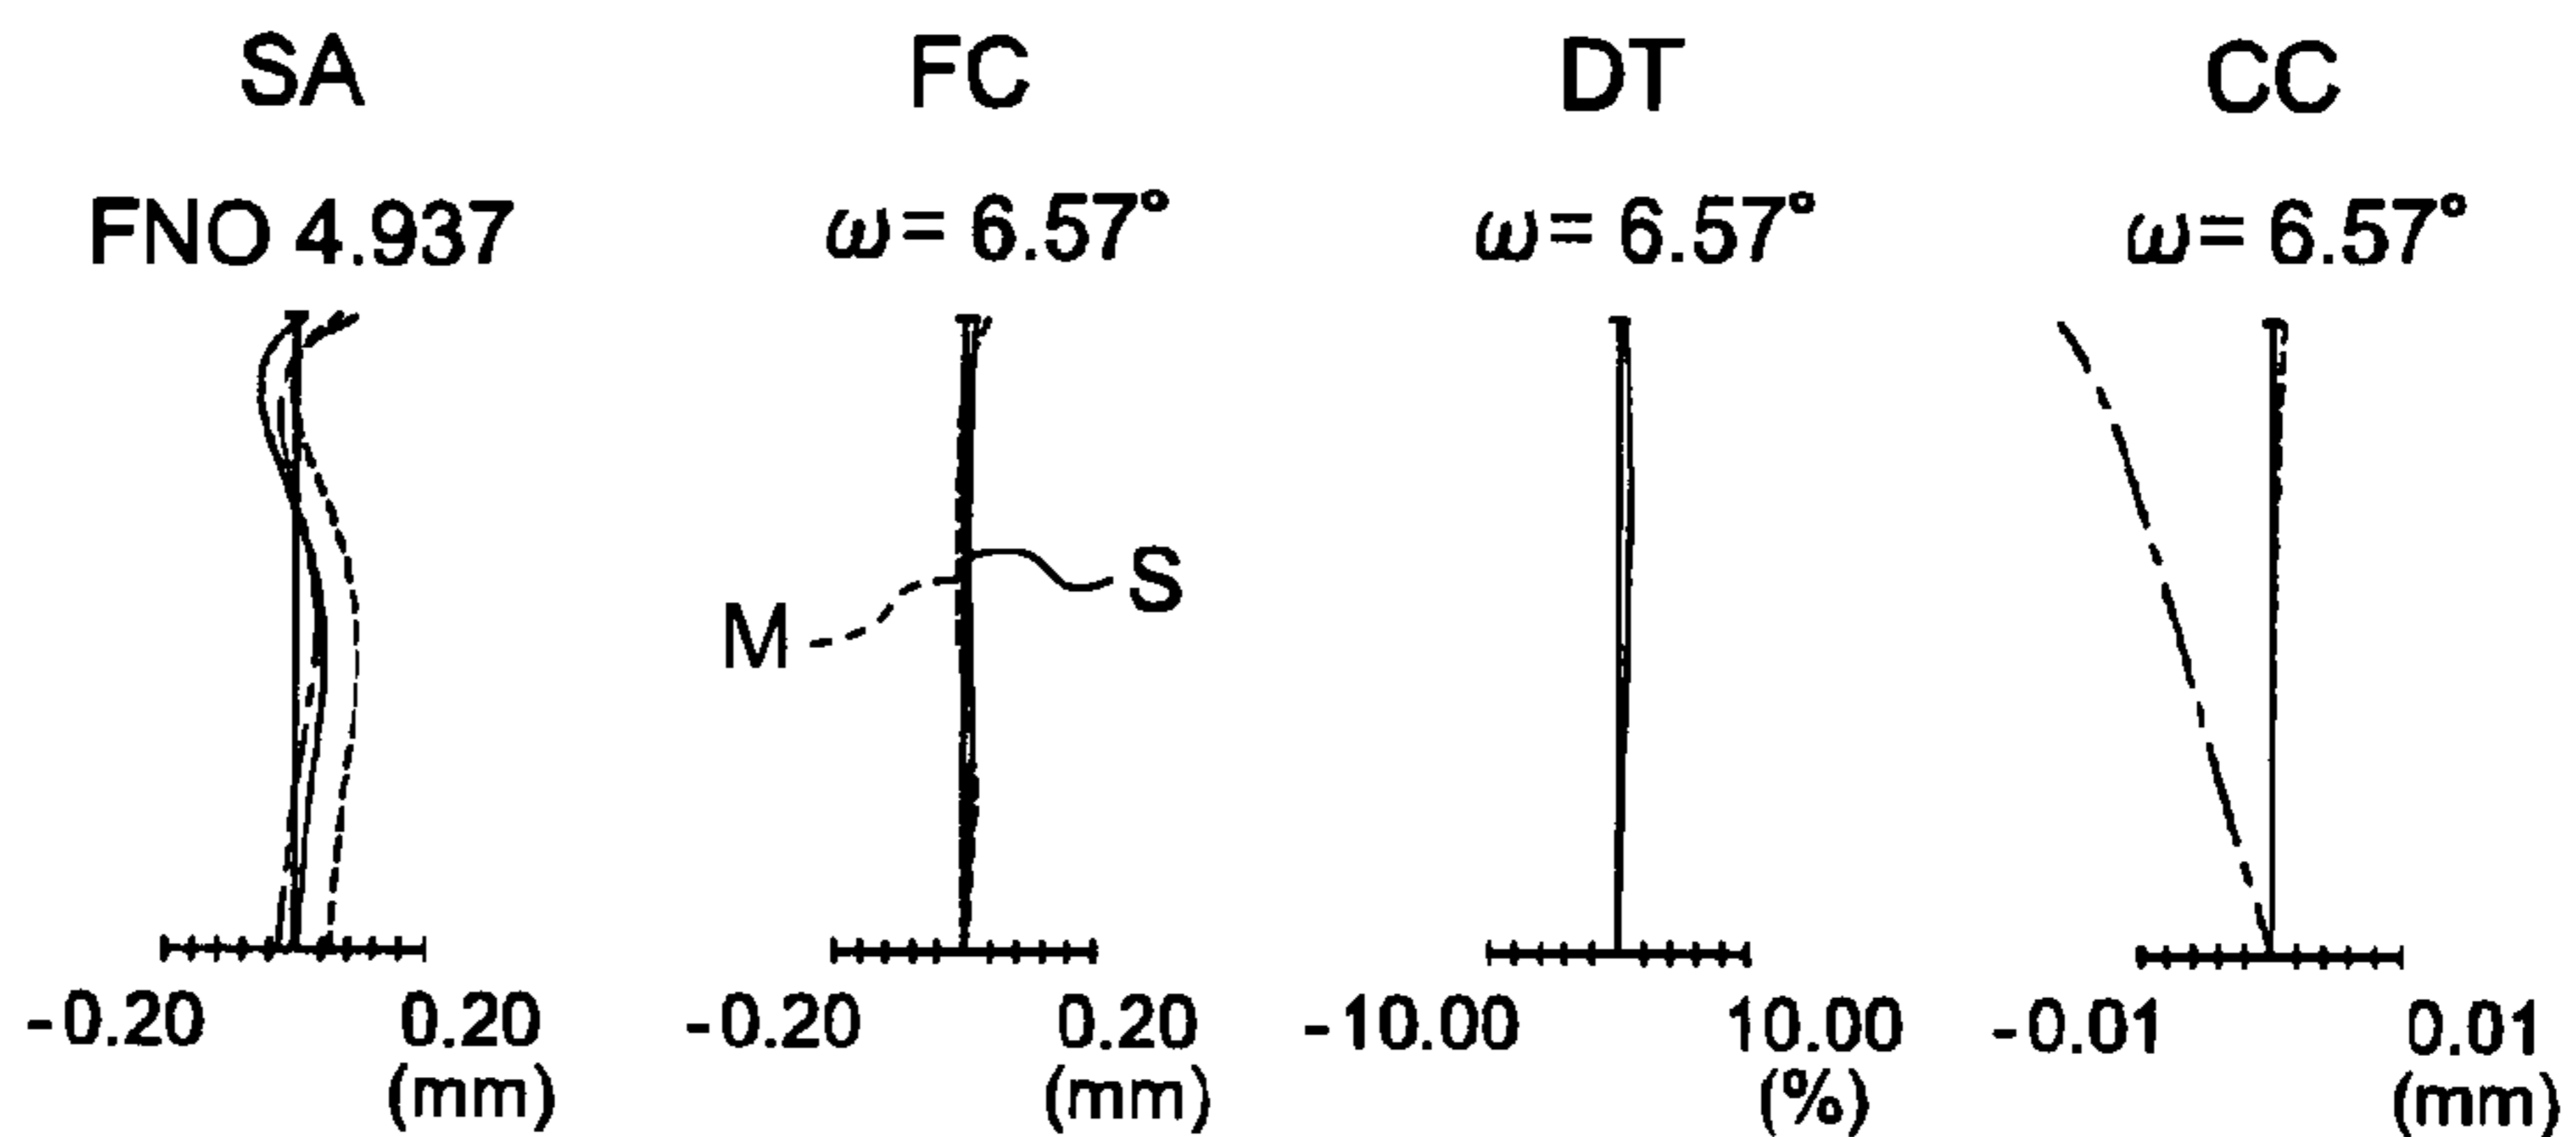 SA FC DT CC
FNO 4.937 ω= 6.57° ω= 6.57° ω= 6.57°
M S
-0.20 0.20 -0.20 0.20 -10.00 10.00 -0.01 0.01
(mm) (mm) (%) (mm)